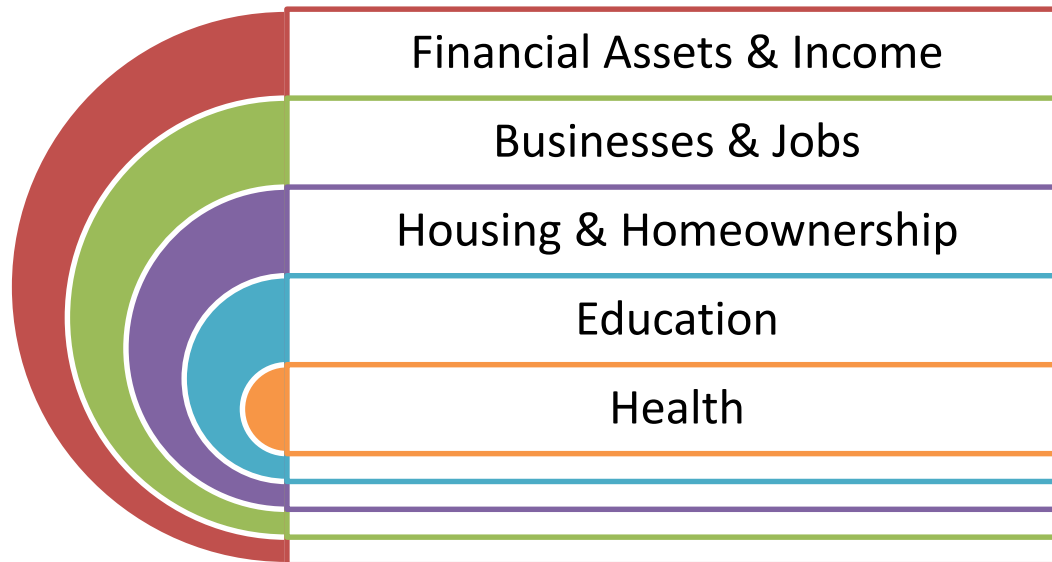 Financial Assets & Income
Businesses & Jobs
Housing & Homeownership
Education
Health